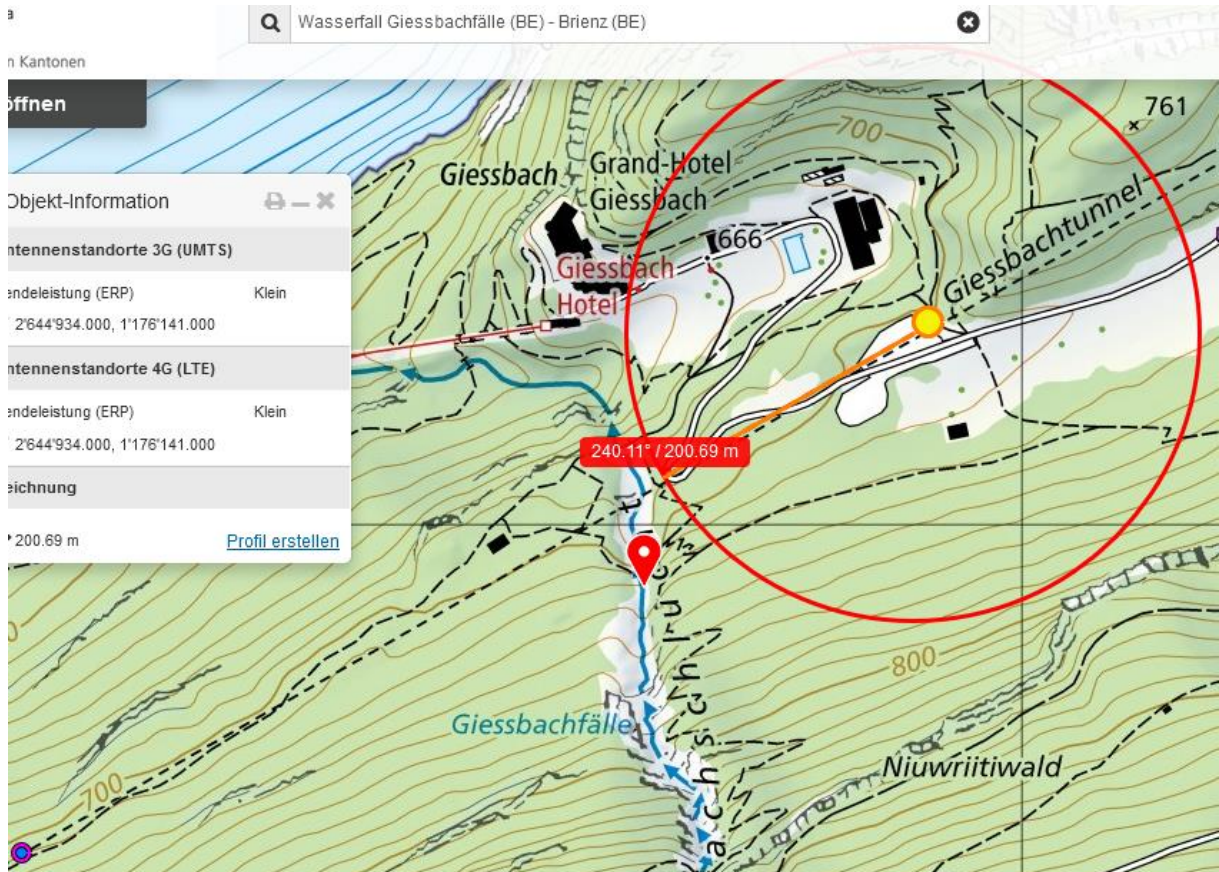 a
Wasserfall Giessbachfälle (BE) - Brienz (BE)
n Kantonen
öffnen
761
700
Giessbach
Grand-Hotel
Giessbach
Objekt-Information
666
Giessbachtunnel
ntennenstandorte 3G (UMTS)
Giessbach
Hotel
endeleistung (ERP) Klein
2'644'934.000, 1'176'141.000
ntennenstandorte 4G (LTE)
endeleistung (ERP) Klein
2'644'934.000, 1'176'141.000
240.11° / 200.69 m
eichnung
200.69 m Profil erstellen
800
Giessbachfälle
Niuwriitiwald
700